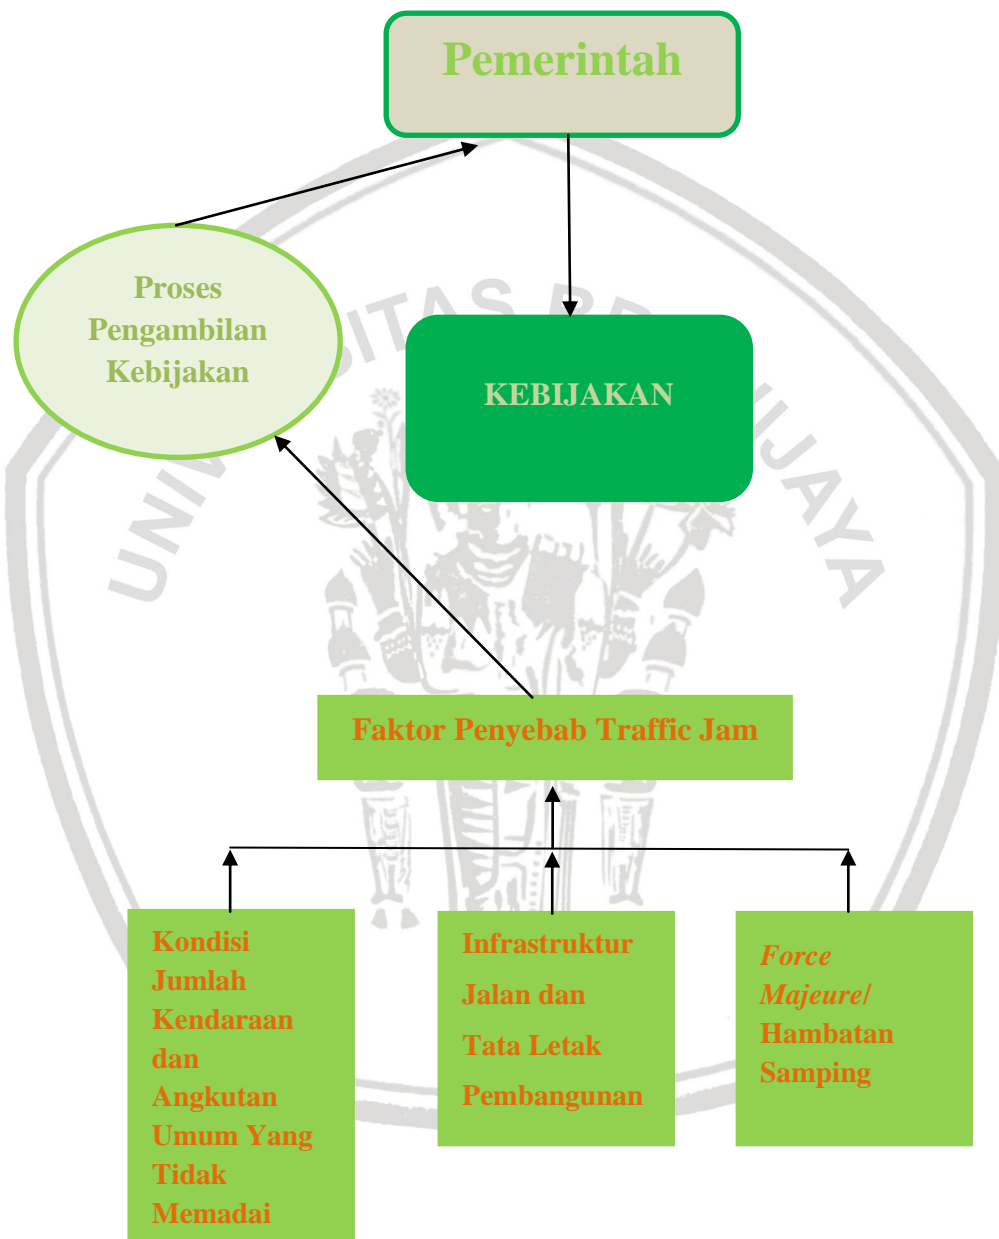 Pemerintah
Proses
Pengambilan
Kebijakan
KEBIJAKAN
Faktor Penyebab Traffic Jam
Kondisi
Jumlah
Kendaraan
dan
Angkutan
Umum Yang
Tidak
Memadai
Infrastruktur
Jalan dan
Tata Letak
Pembangunan
Force
Majeure/
Hambatan
Samping